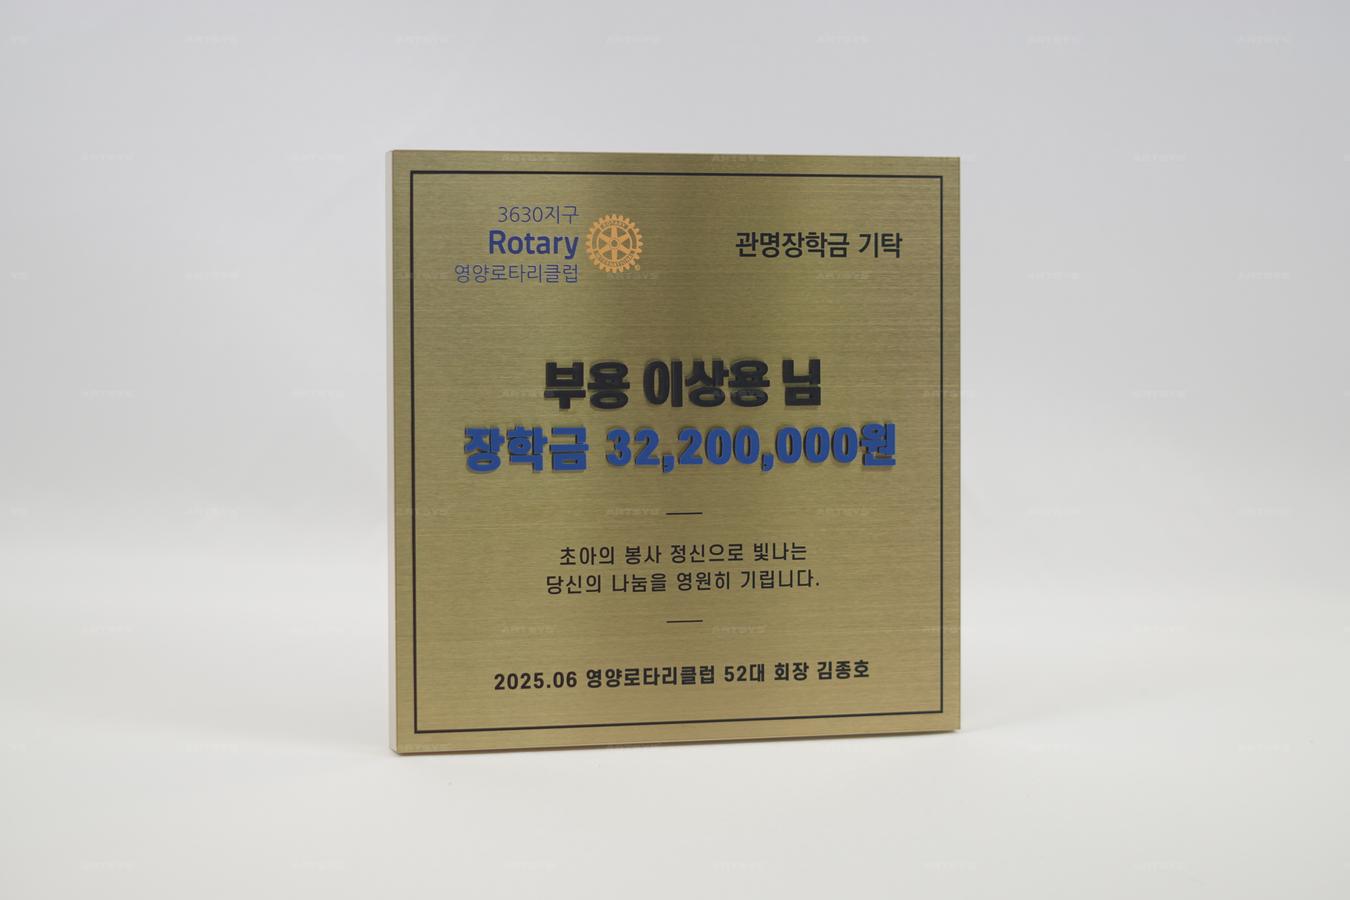 3630지구
Rotary
영양로타리클럽
관명장학금 기탁
부용 이상용 님
장학금 32,200,000원
초아의 봉사 정신으로 빛나는
당신의 나눔을 영원히 기립니다.
2025.06 영양로타리클럽 52대 회장 김종호